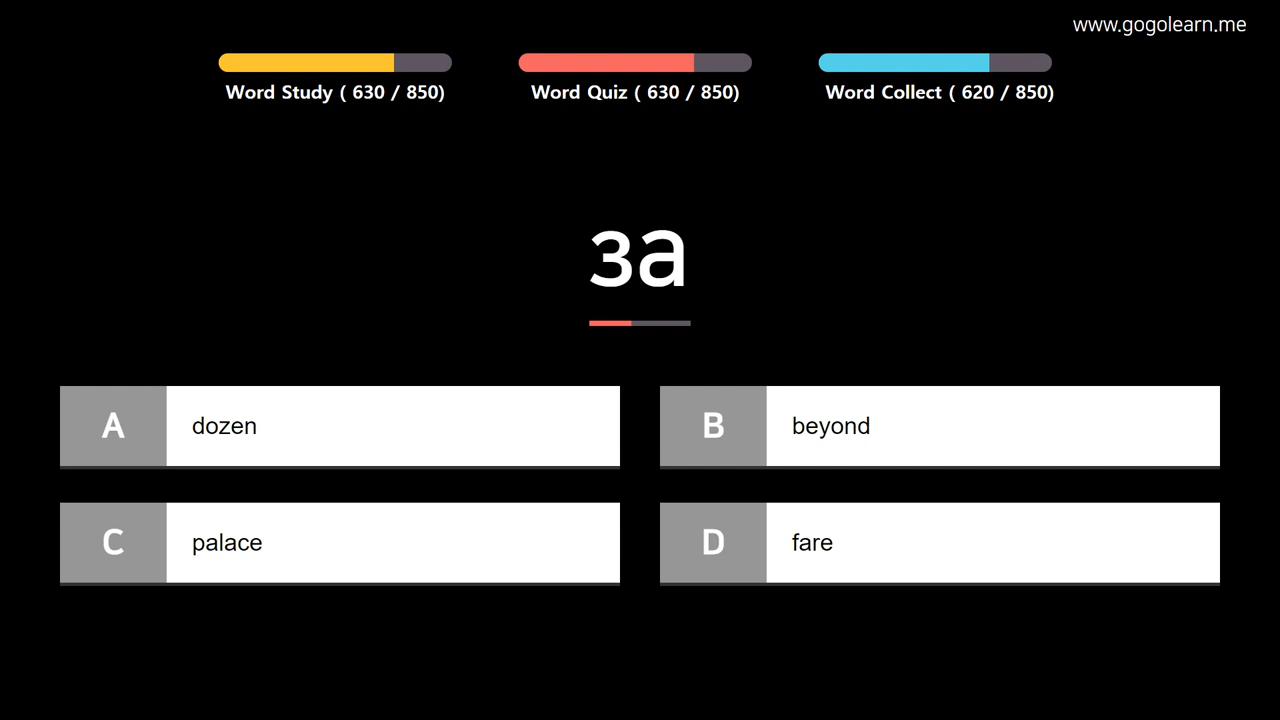 www.gogolearn.me
Word Study ( 630 / 850)
Word Quiz ( 630 / 850)
Word Collect ( 620 / 850)
за
A
dozen
B
beyond
C
palace
D
fare